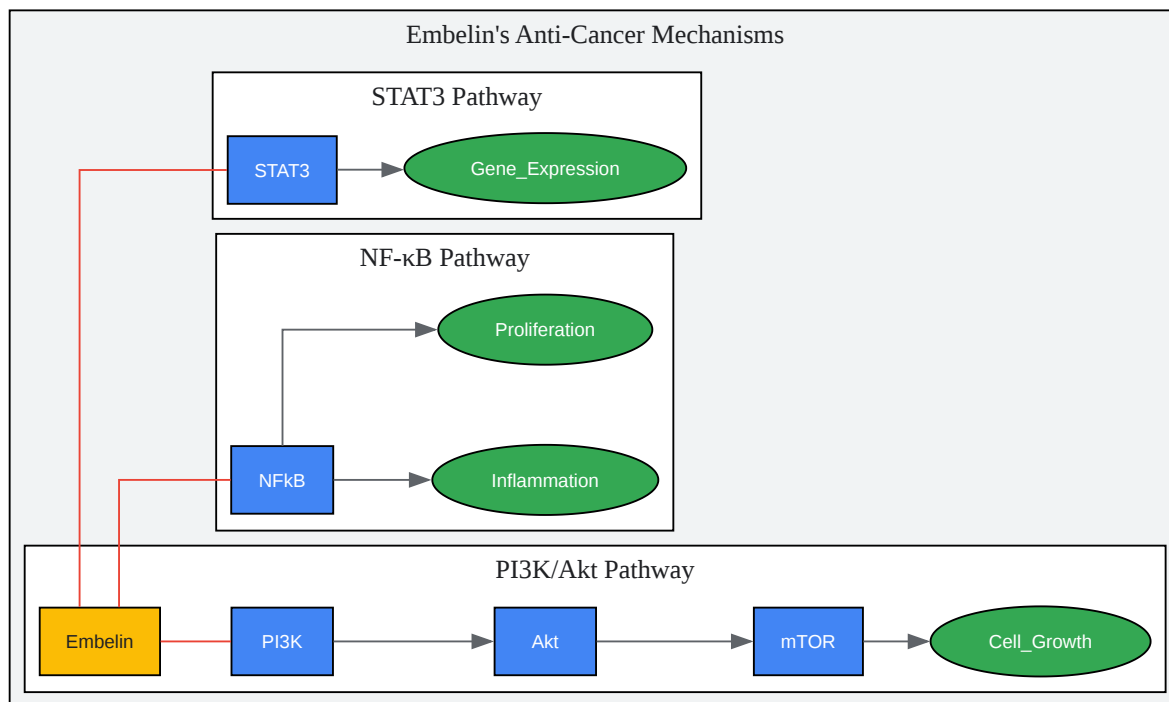 Embelin's Anti-Cancer Mechanisms
STAT3 Pathway
STAT3
Gene_Expression
NF-κB Pathway
Proliferation
NFkB
Inflammation
PI3K/Akt Pathway
Embelin
PI3K
Akt
mTOR
Cell_Growth